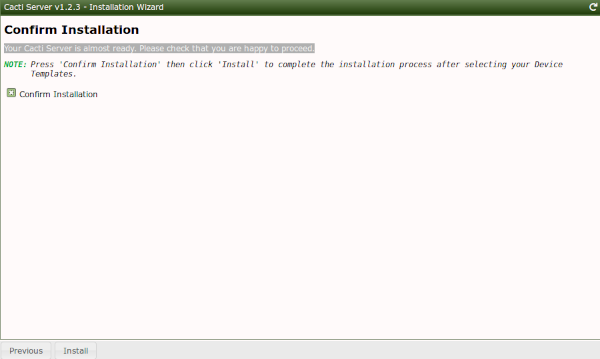 Cacti Server v1.2.3 - Installation Wizard
Confirm Installation
Your Cacti Server is almost ready. Please check that you are happy to proceed.
NOTE: Press 'Confirm Installation' then click 'Install' to complete the installation process after selecting your Device
Templates.
Confirm Installation
Previous Install